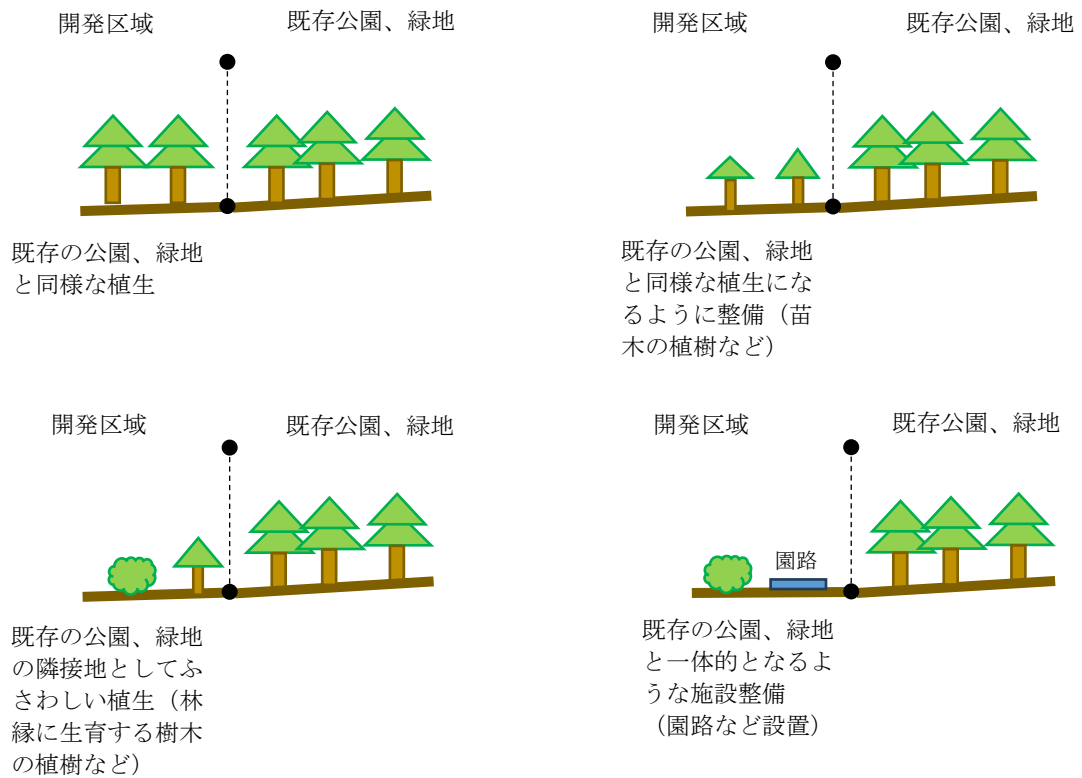 開発区域
既存公園、緑地
既存の公園、緑地
と同様な植生
開発区域
既存公園、緑地
既存の公園、緑地
と同様な植生にな
るように整備（苗
木の植樹など）
開発区域
既存公園、緑地
既存の公園、緑地
の隣接地としてふ
さわしい植生（林
縁に生育する樹木
の植樹など）
開発区域
既存公園、緑地
園路
既存の公園、緑地
と一体的となるよ
うな施設整備
（園路など設置）